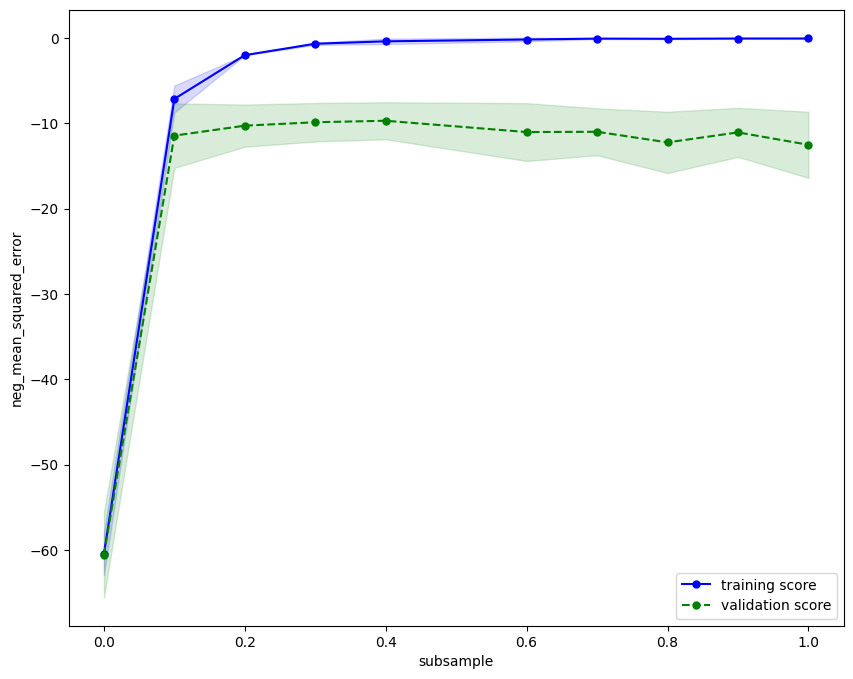 0
−10
−20
−30
−40
−50
−60
neg_mean_squared_error
0.0 0.2 0.4 0.6 0.8 1.0
subsample
training score
validation score